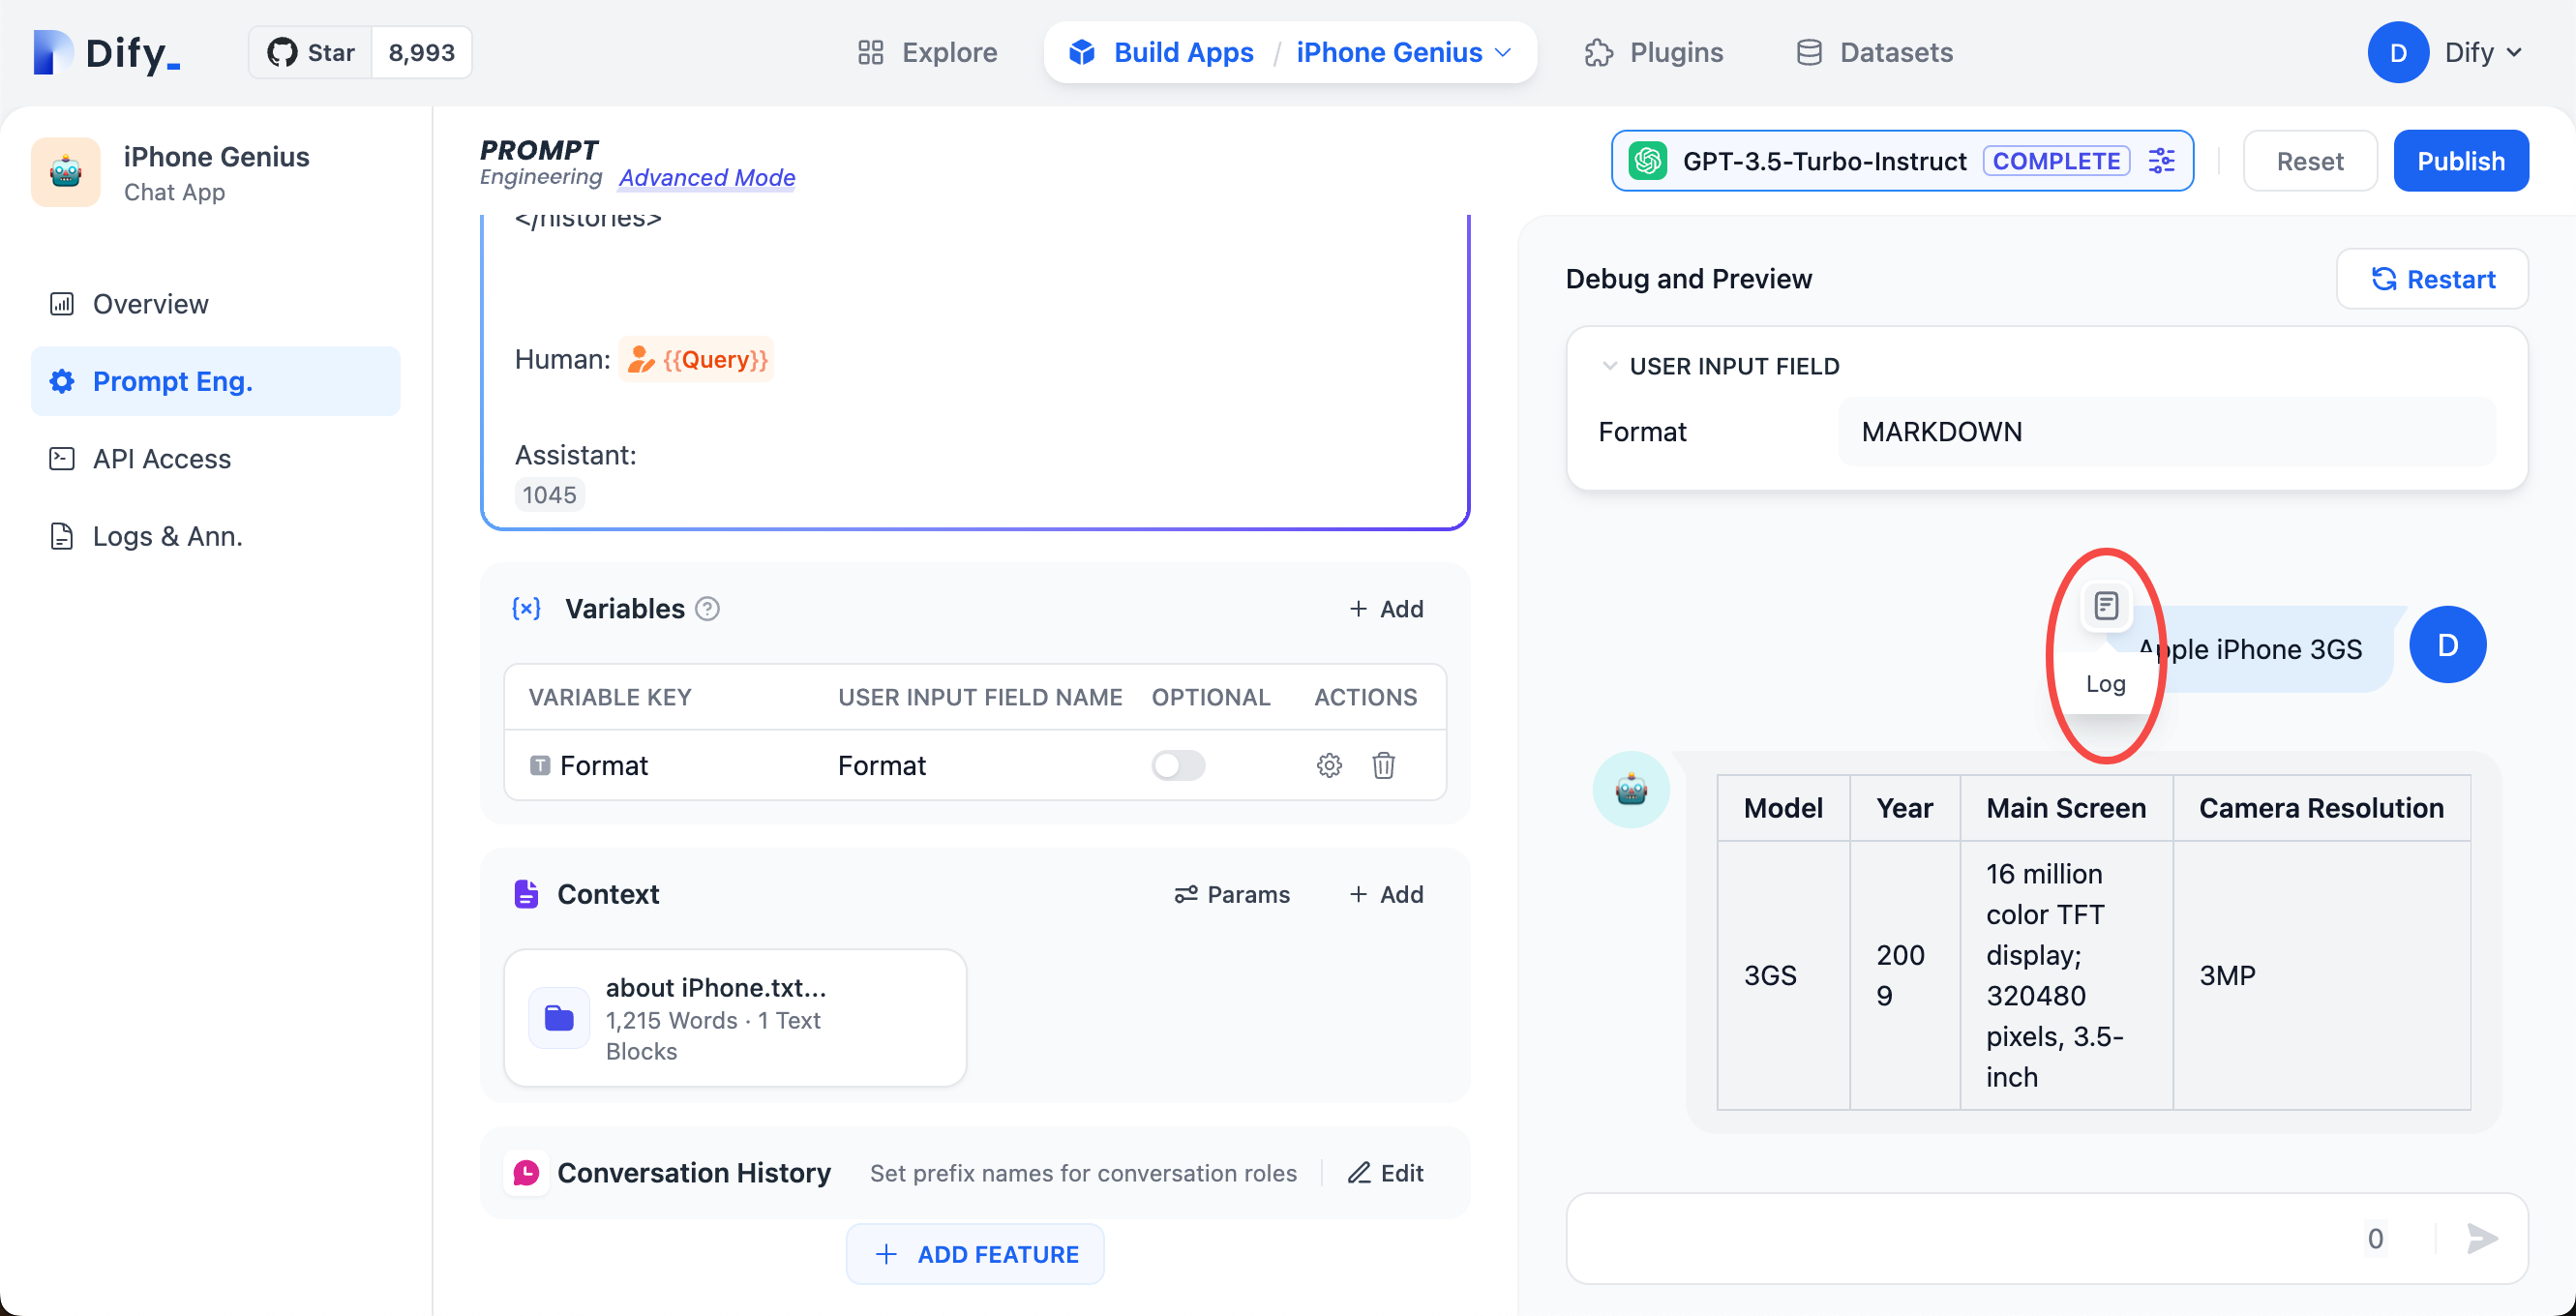 Dify_
Star 8,993
Explore
Build Apps / iPhone Genius
Plugins
Datasets
D Dify
iPhone Genius
Chat App
Overview
Prompt Eng.
API Access
Logs & Ann.
PROMPT
Engineering Advanced Mode
GPT-3.5-Turbo-Instruct COMPLETE
Reset
Publish
</histories>
Human: {{Query}}
Assistant:
1045
Variables
+ Add
VARIABLE KEY USER INPUT FIELD NAME OPTIONAL ACTIONS
T Format Format
Context
Params
+ Add
about iPhone.txt...
1,215 Words · 1 Text
Blocks
Conversation History Set prefix names for conversation roles Edit
+ ADD FEATURE
Debug and Preview
Restart
USER INPUT FIELD
Format MARKDOWN
Apple iPhone 3GS
D
Log
Model Year Main Screen Camera Resolution
3GS
200
9
16 million
color TFT
display;
320480
pixels, 3.5-
inch
3MP
0